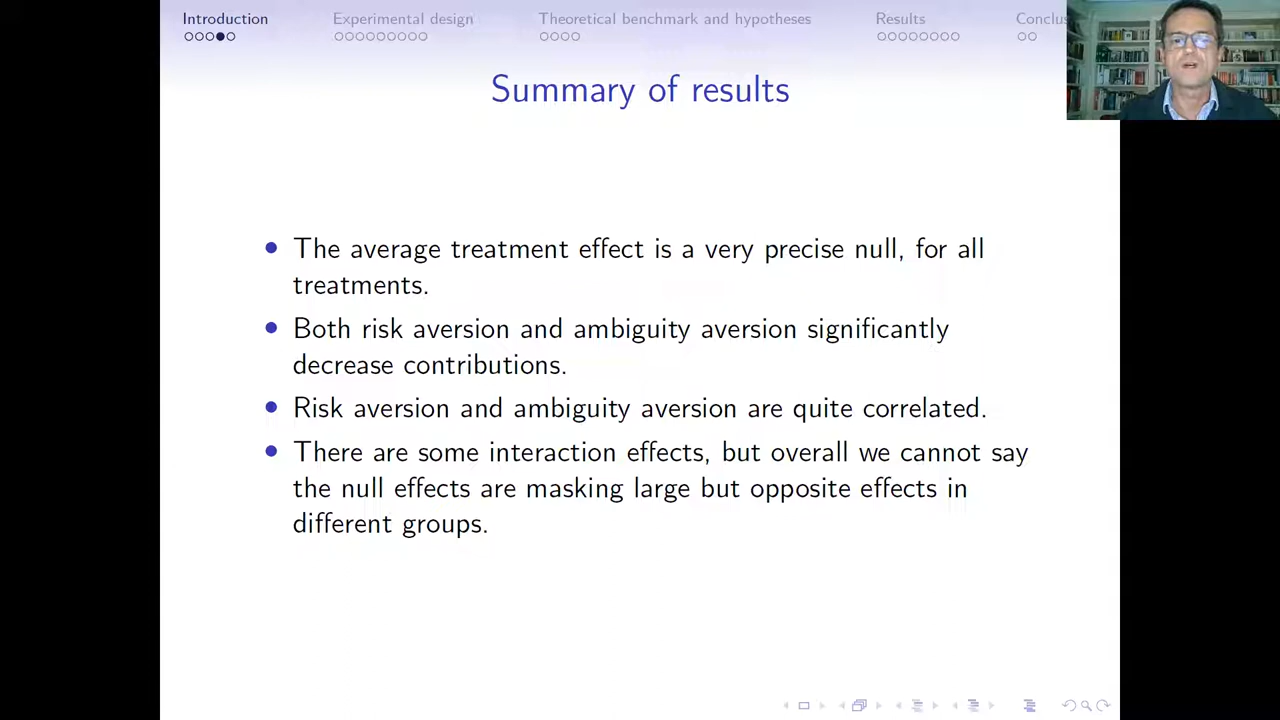 Introduction Experimental design Theoretical benchmark and hypotheses Results Conclus
Summary of results
The average treatment effect is a very precise null, for all
treatments.
Both risk aversion and ambiguity aversion significantly
decrease contributions.
Risk aversion and ambiguity aversion are quite correlated.
There are some interaction effects, but overall we cannot say
the null effects are masking large but opposite effects in
different groups.